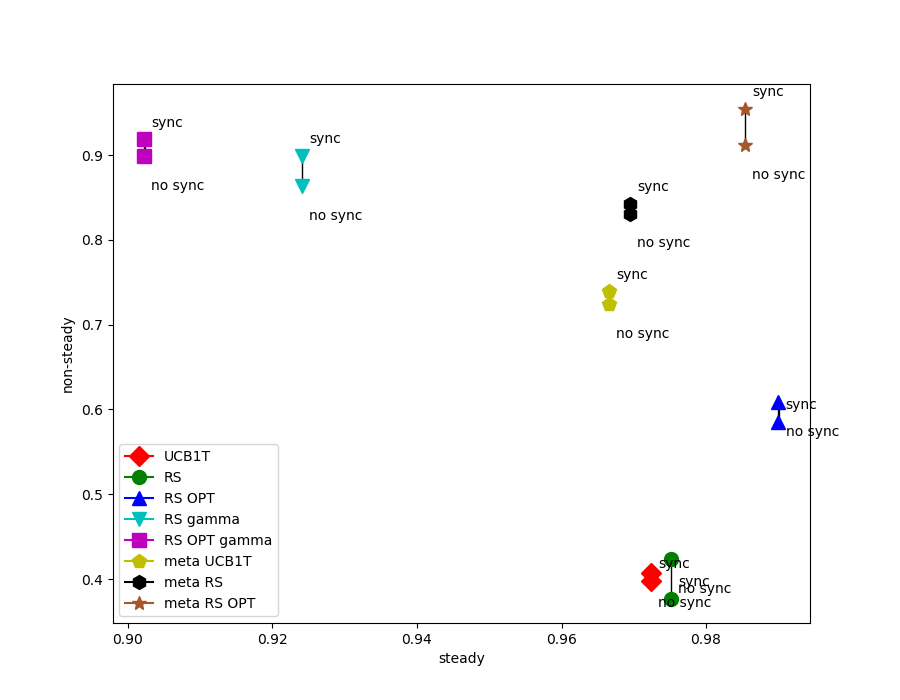 sync
sync
sync
0.9
no sync
no sync
sync
no sync
0.8
no sync
sync
0.7
no sync
non-steady
0.6
sync
no sync
0.5
UCB1T
RS
RS OPT
RS gamma
RS OPT gamma
meta UCB1T
meta RS
meta RS OPT
0.4
sync
sync
no sync
no sync
0.90
0.92
0.94
0.96
0.98
steady